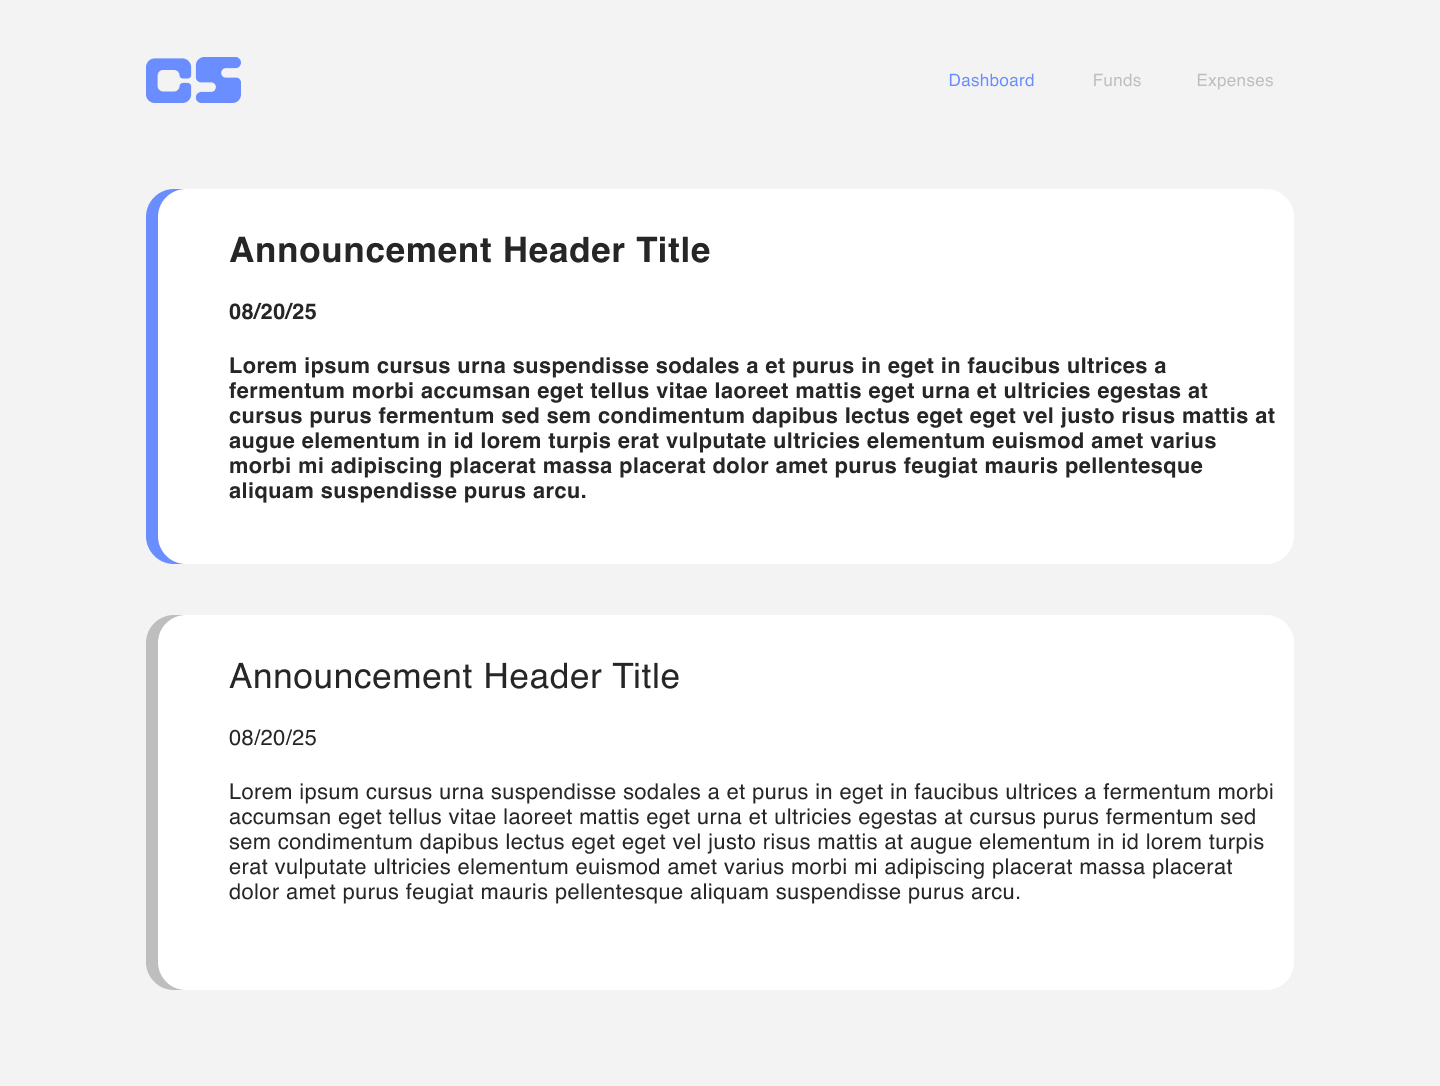 CS
Dashboard Funds Expenses
Announcement Header Title
08/20/25
Lorem ipsum cursus urna suspendisse sodales a et purus in eget in faucibus ultrices a
fermentum morbi accumsan eget tellus vitae laoreet mattis eget urna et ultricies egestas at
cursus purus fermentum sed sem condimentum dapibus lectus eget eget vel justo risus mattis at
augue elementum in id lorem turpis erat vulputate ultricies elementum euismod amet varius
morbi mi adipiscing placerat massa placerat dolor amet purus feugiat mauris pellentesque
aliquam suspendisse purus arcu.
Announcement Header Title
08/20/25
Lorem ipsum cursus urna suspendisse sodales a et purus in eget in faucibus ultrices a fermentum morbi
accumsan eget tellus vitae laoreet mattis eget urna et ultricies egestas at cursus purus fermentum sed
sem condimentum dapibus lectus eget eget vel justo risus mattis at augue elementum in id lorem turpis
erat vulputate ultricies elementum euismod amet varius morbi mi adipiscing placerat massa placerat
dolor amet purus feugiat mauris pellentesque aliquam suspendisse purus arcu.